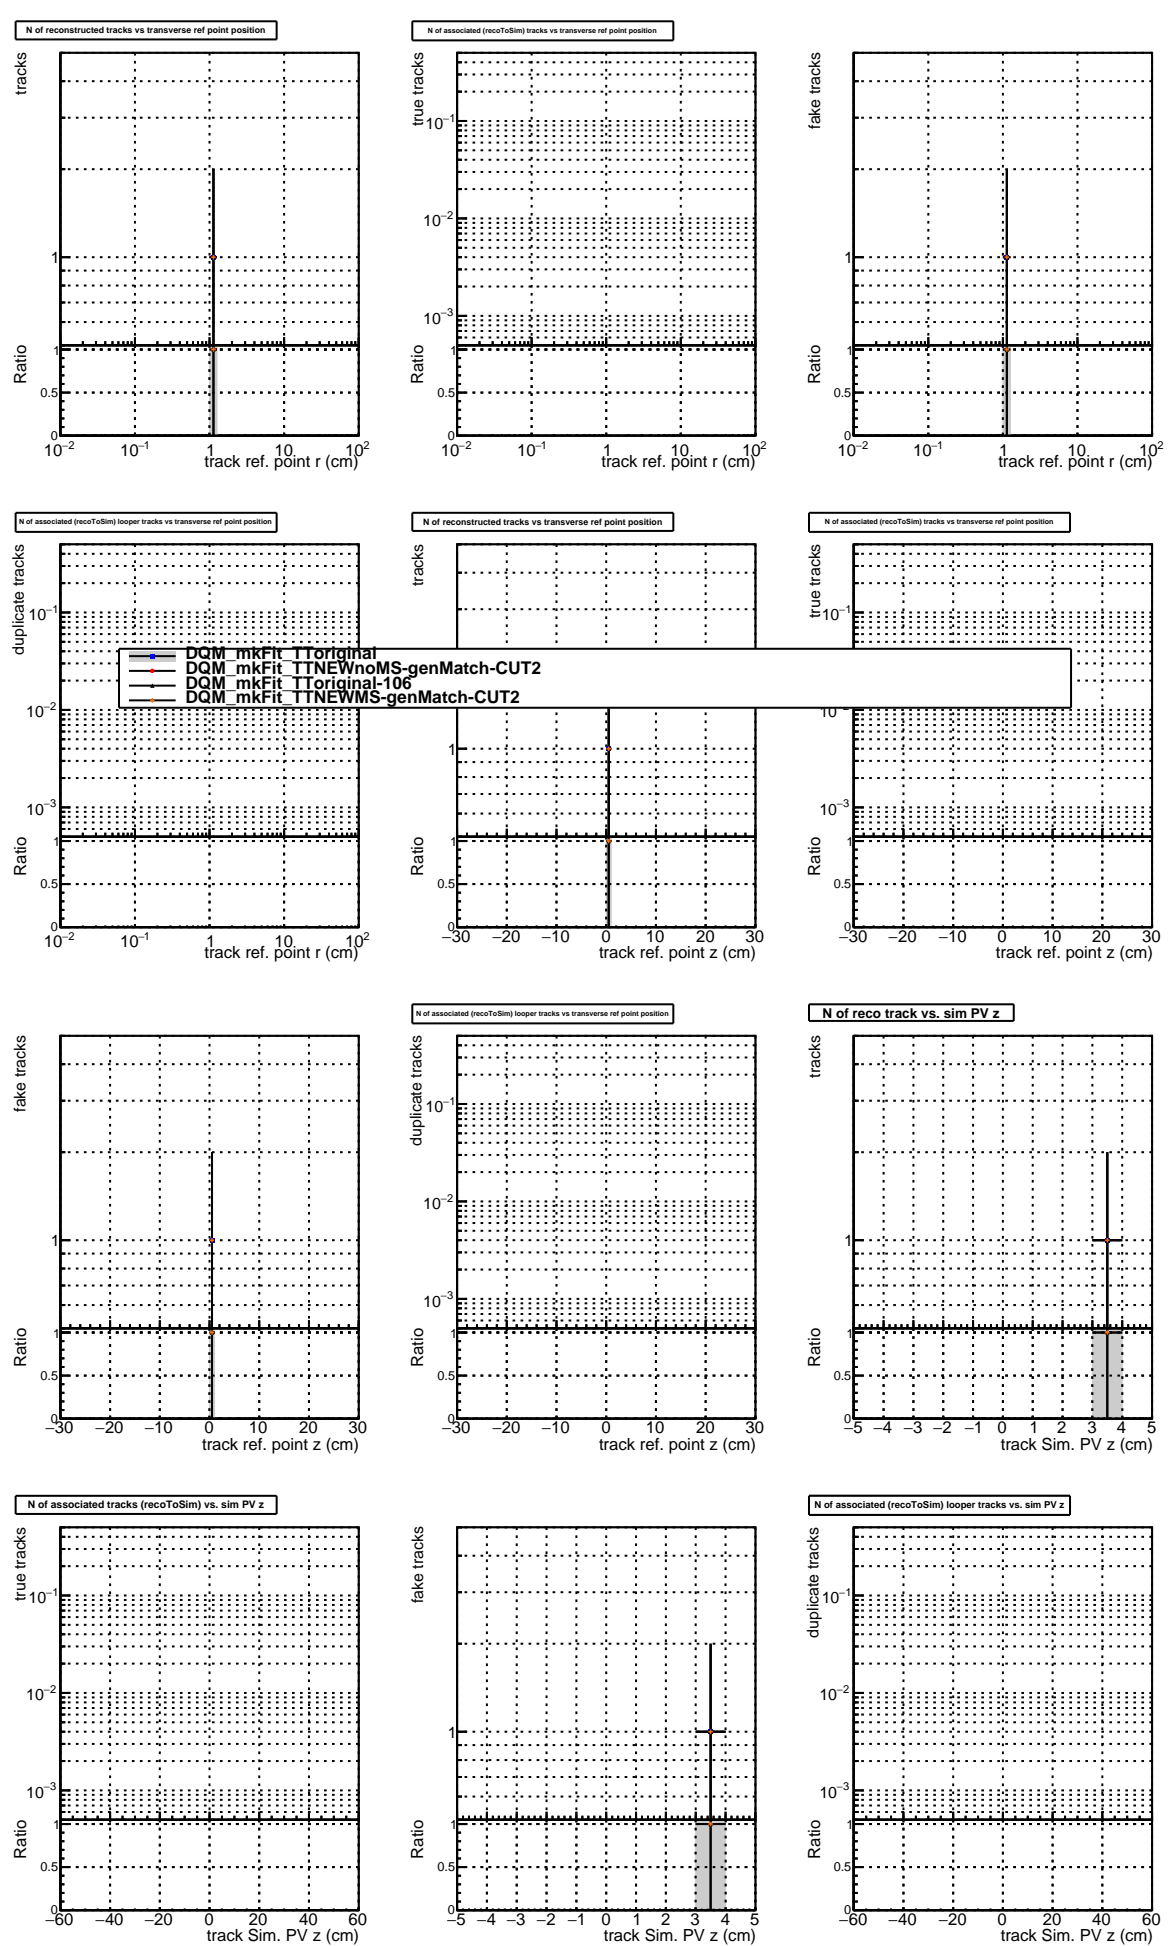 N of reconstructed tracks vs transverse ref point position
N of associated (recoToSim) tracks vs transverse ref point position
tracks
true tracks
fake tracks
10⁻¹
10⁻²
10⁻³
1
1
Ratio
Ratio
Ratio
1
0.5
0
1
0.5
0
1
0.5
0
10⁻² 10⁻¹ 1 10 10²
10⁻² 10⁻¹ 1 10 10²
10⁻² 10⁻¹ 1 10 10²
track ref. point r (cm)
track ref. point r (cm)
track ref. point r (cm)
N of associated (recoToSim) looper tracks vs transverse ref point position
N of reconstructed tracks vs transverse ref point position
N of associated (recoToSim) tracks vs transverse ref point position
duplicate tracks
tracks
true tracks
10⁻¹
10⁻²
10⁻³
1
10⁻¹
10⁻²
10⁻³
DQM_mkFit_TToriginal
DQM_mkFit_TTNEWnoMS-genMatch-CUT2
DQM_mkFit_TToriginal-106
DQM_mkFit_TTNEWMS-genMatch-CUT2
Ratio
Ratio
Ratio
1
0.5
0
1
0.5
0
1
0.5
0
10⁻² 10⁻¹ 1 10 10²
−30 −20 −10 0 10 20 30
−30 −20 −10 0 10 20 30
track ref. point r (cm)
track ref. point z (cm)
track ref. point z (cm)
N of associated (recoToSim) looper tracks vs transverse ref point position
N of reco track vs. sim PV z
fake tracks
duplicate tracks
tracks
1
10⁻¹
10⁻²
10⁻³
1
Ratio
Ratio
Ratio
1
0.5
0
1
0.5
0
1
0.5
0
−30 −20 −10 0 10 20 30
−30 −20 −10 0 10 20 30
−5 −4 −3 −2 −1 0 1 2 3 4 5
track ref. point z (cm)
track ref. point z (cm)
track Sim. PV z (cm)
N of associated tracks (recoToSim) vs. sim PV z
N of associated (recoToSim) looper tracks vs. sim PV z
true tracks
fake tracks
duplicate tracks
10⁻¹
10⁻²
10⁻³
1
10⁻¹
10⁻²
10⁻³
Ratio
Ratio
Ratio
1
0.5
0
1
0.5
0
1
0.5
0
−60 −40 −20 0 20 40 60
−5 −4 −3 −2 −1 0 1 2 3 4 5
−60 −40 −20 0 20 40 60
track Sim. PV z (cm)
track Sim. PV z (cm)
track Sim. PV z (cm)